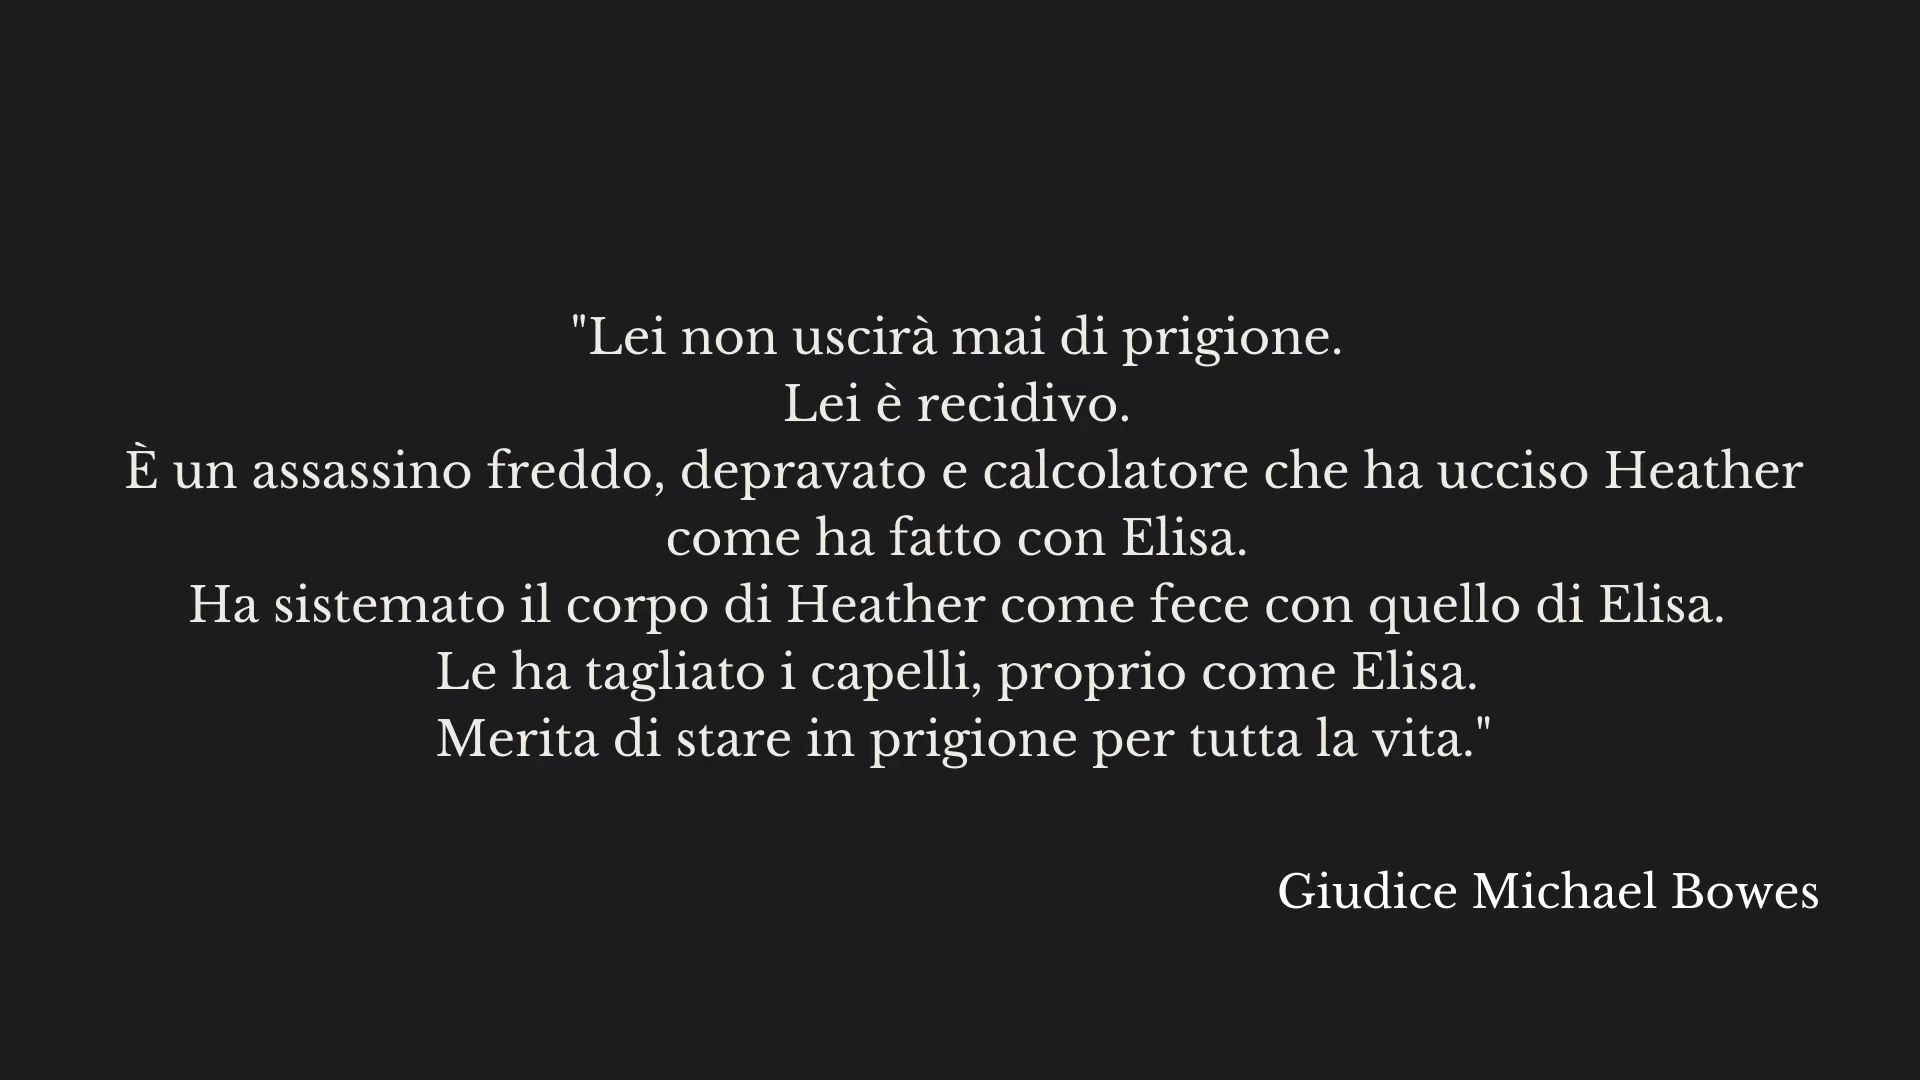 "Lei non uscirà mai di prigione.
Lei è recidivo.
È un assassino freddo, depravato e calcolatore che ha ucciso Heather
come ha fatto con Elisa.
Ha sistemato il corpo di Heather come fece con quello di Elisa.
Le ha tagliato i capelli, proprio come Elisa.
Merita di stare in prigione per tutta la vita."
Giudice Michael Bowes